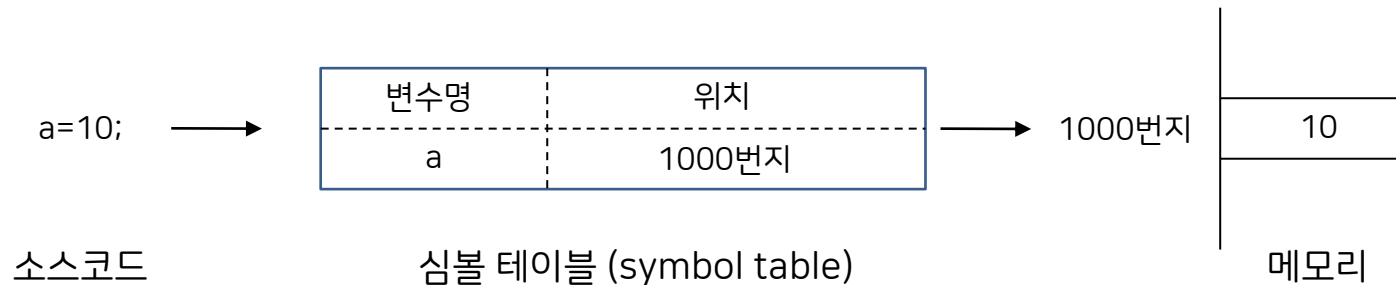 변수명 위치
a=10; 1000번지 10
a 1000번지
소스코드 심볼 테이블 (symbol table) 메모리